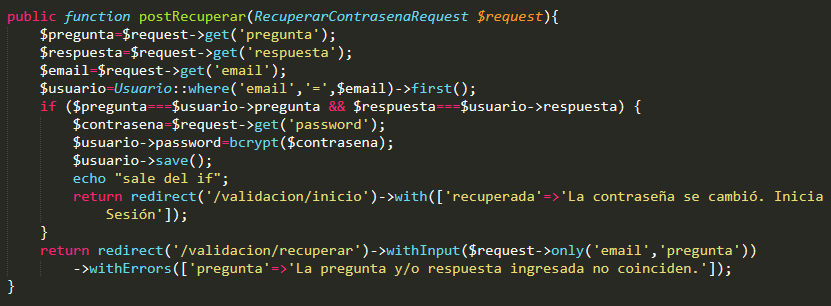 public function postRecuperar(RecuperarContrasenaRequest $request){
$pregunta=$request->get('pregunta');
$respuesta=$request->get('respuesta');
$email=$request->get('email');
$usuario=Usuario::where('email','=',$email)->first();
if ($pregunta===$usuario->pregunta && $respuesta===$usuario->respuesta) {
$contrasena=$request->get('password');
$usuario->password=bcrypt($contrasena);
$usuario->save();
echo "sale del if";
return redirect('/validacion/inicio')->with(['recuperada'=>'La contraseña se cambió. Inicia
Sesión']);
}
return redirect('/validacion/recuperar')->withInput($request->only('email','pregunta'))
->withErrors(['pregunta'=>'La pregunta y/o respuesta ingresada no coinciden.']);
}